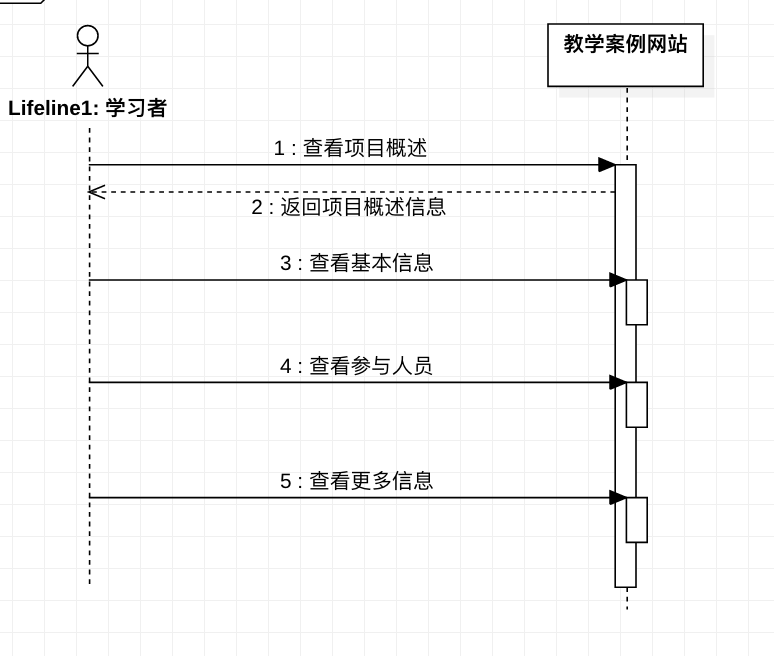 教学案例网站
Lifeline1: 学习者
1 : 查看项目概述
2 : 返回项目概述信息
3 : 查看基本信息
4 : 查看参与人员
5 : 查看更多信息